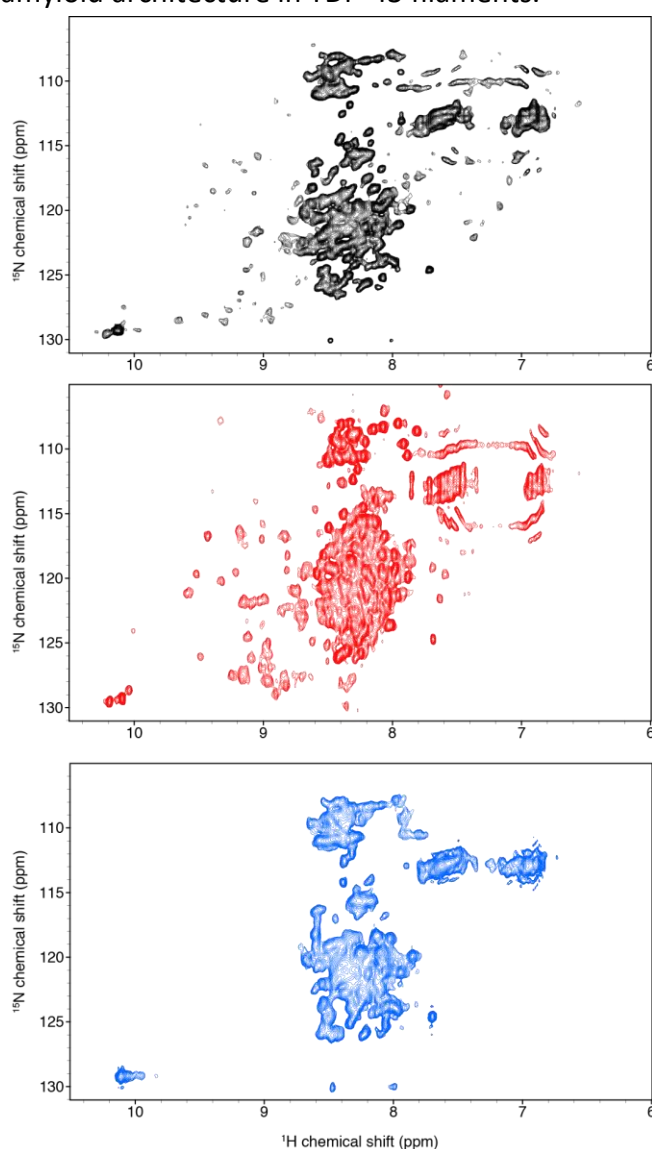 amyloid architecture in TDP-43 filaments.
¹⁵N chemical shift (ppm)
110
115
120
125
130
10 9 8 7 6
¹⁵N chemical shift (ppm)
110
115
120
125
130
10 9 8 7 6
¹⁵N chemical shift (ppm)
110
115
120
125
130
10 9 8 7 6
¹H chemical shift (ppm)